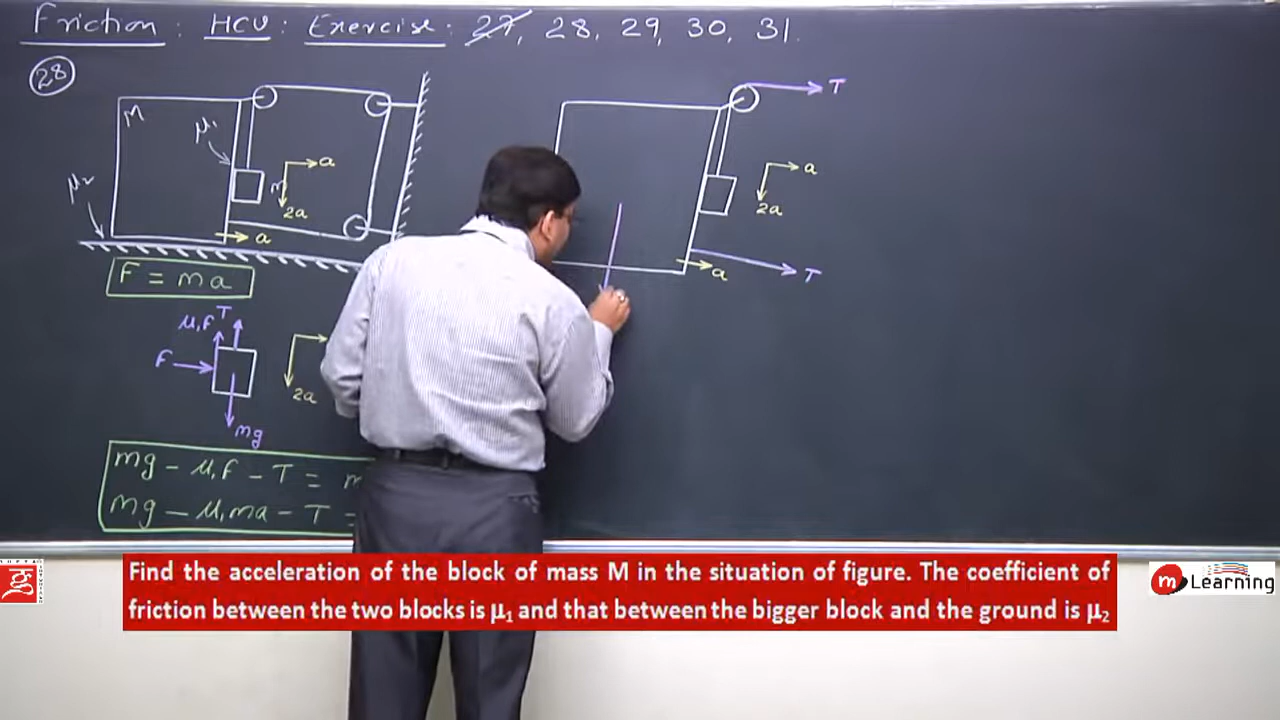 Friction : HCV : Exercise : 27, 28, 29, 30, 31.
28
M
μ₁
μ₂
m
a
2a
a
F = ma
μ₁F
T
F
mg
2a
mg - μ₁F - T =
mg - μ₁ma - T =
T
a
2a
a
T
Find the acceleration of the block of mass M in the situation of figure. The coefficient of
friction between the two blocks is μ₁ and that between the bigger block and the ground is μ₂
m Learning